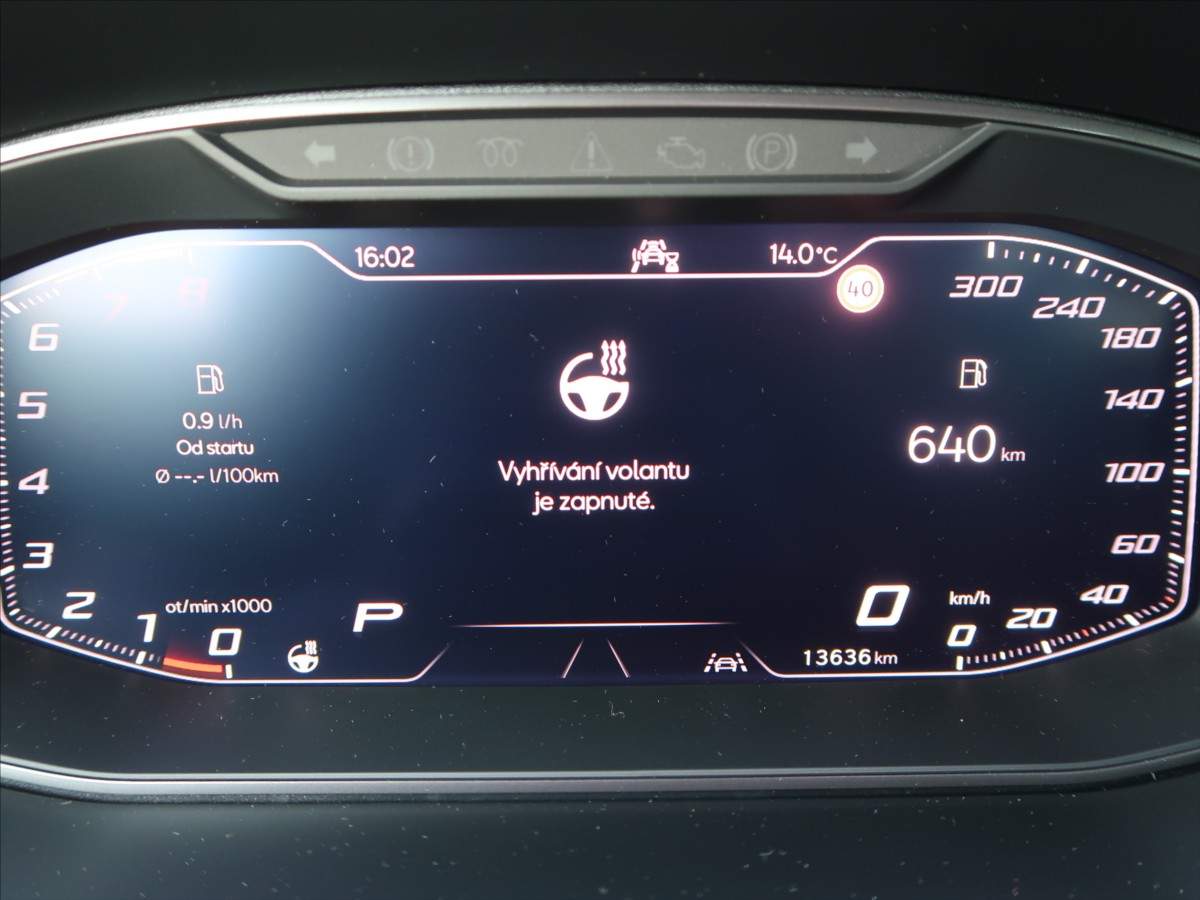 16:02
14.0°C
40
0.9 l/h
Od startu
Ø --.- l/100km
Vyhřívání volantu
je zapnuté.
640 km
8
7
6
5
4
3
2
1
0
ot/min x1000
P
0 km/h
13636 km
300
240
180
140
100
60
40
20
0
(P)